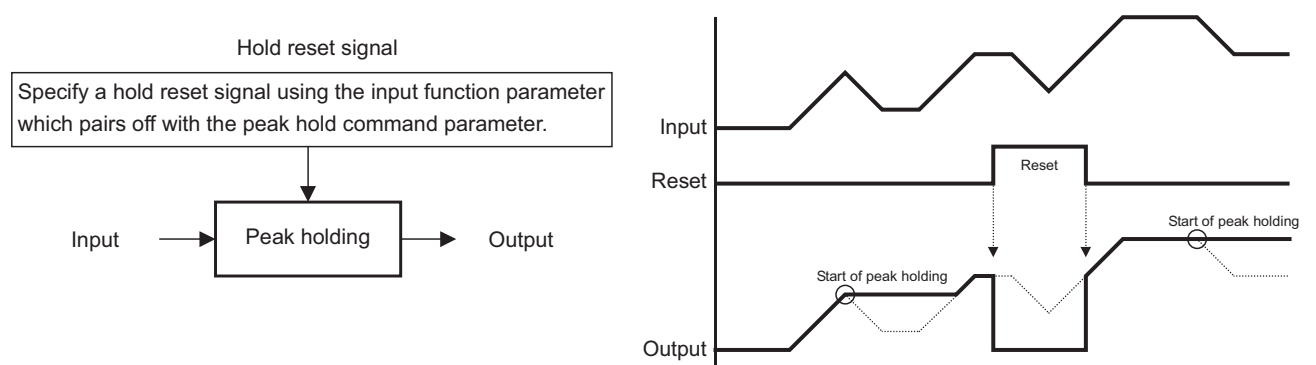 Hold reset signal
Specify a hold reset signal using the input function parameter
which pairs off with the peak hold command parameter.
Input
Peak holding
Output
Input
Reset
Reset
Start of peak holding
Start of peak holding
Output